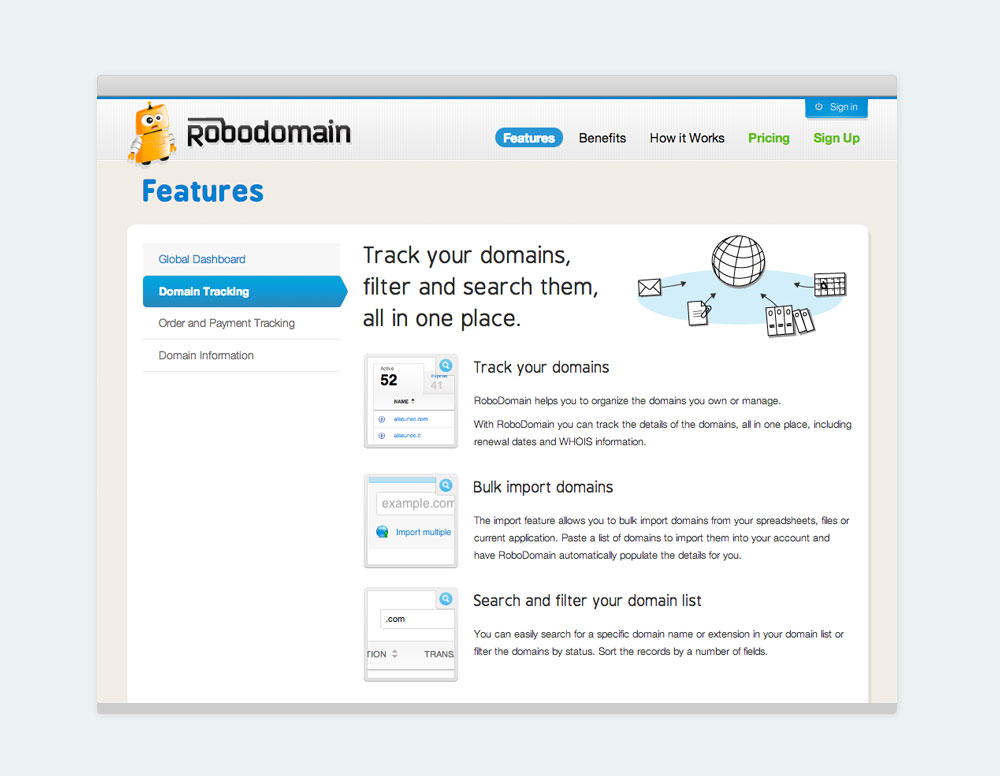 Sign in
Robodomain
Features Benefits How it Works Pricing Sign Up
Features
Global Dashboard
Domain Tracking
Order and Payment Tracking
Domain Information
Track your domains,
filter and search them,
all in one place.
Active
52
41
NAME
Track your domains
RoboDomain helps you to organize the domains you own or manage.
With RoboDomain you can track the details of the domains, all in one place, including
renewal dates and WHOIS information.
example.com
Import multiple
Bulk import domains
The import feature allows you to bulk import domains from your spreadsheets, files or
current application. Paste a list of domains to import them into your account and
have RoboDomain automatically populate the details for you.
.com
TION TRANS
Search and filter your domain list
You can easily search for a specific domain name or extension in your domain list or
filter the domains by status. Sort the records by a number of fields.